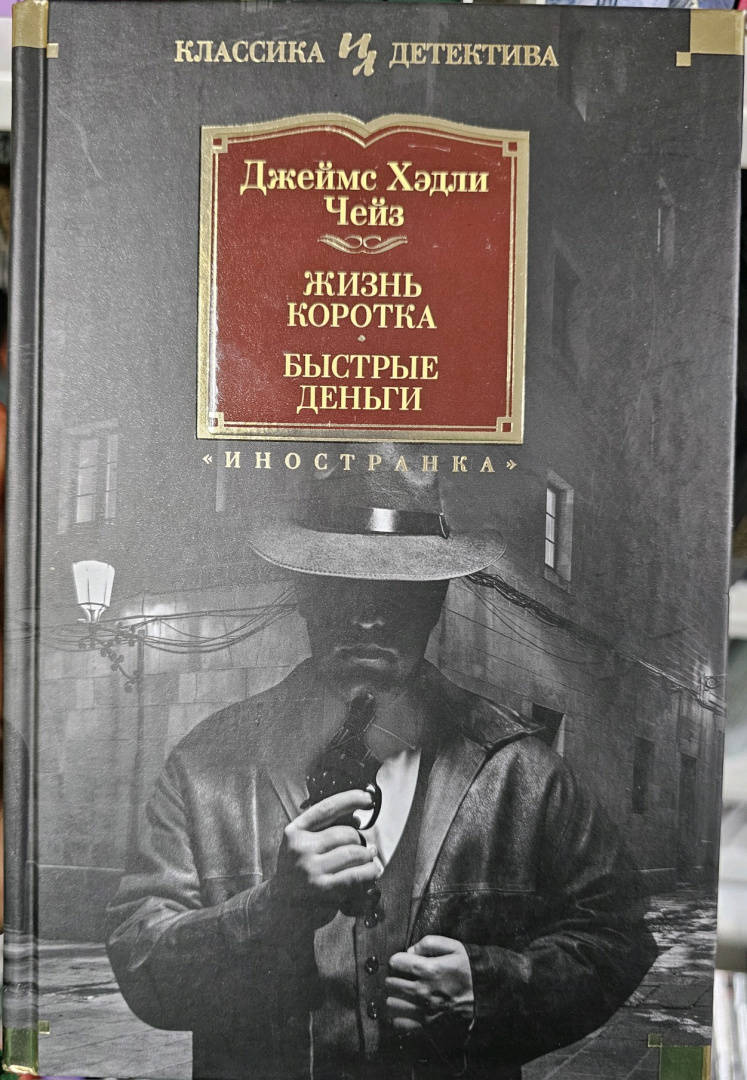 КЛАССИКА ИЛ ДЕТЕКТИВА
Джеймс Хэдли
Чейз
ЖИЗНЬ
КОРОТКА
БЫСТРЫЕ
ДЕНЬГИ
«ИНОСТРАНКА»